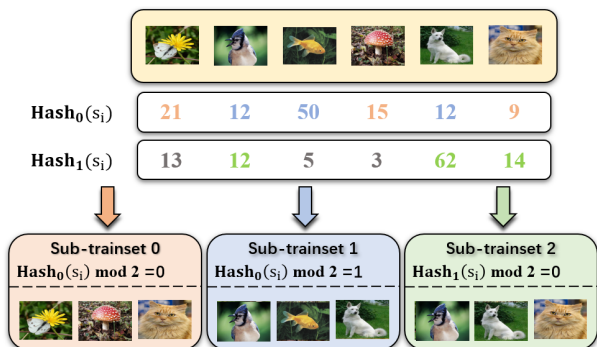 Hash₀(sᵢ) 21 12 50 15 12 9
Hash₁(sᵢ) 13 12 5 3 62 14
Sub-trainset 0 Sub-trainset 1 Sub-trainset 2
Hash₀(sᵢ) mod 2 =0 Hash₀(sᵢ) mod 2 =1 Hash₁(sᵢ) mod 2 =0